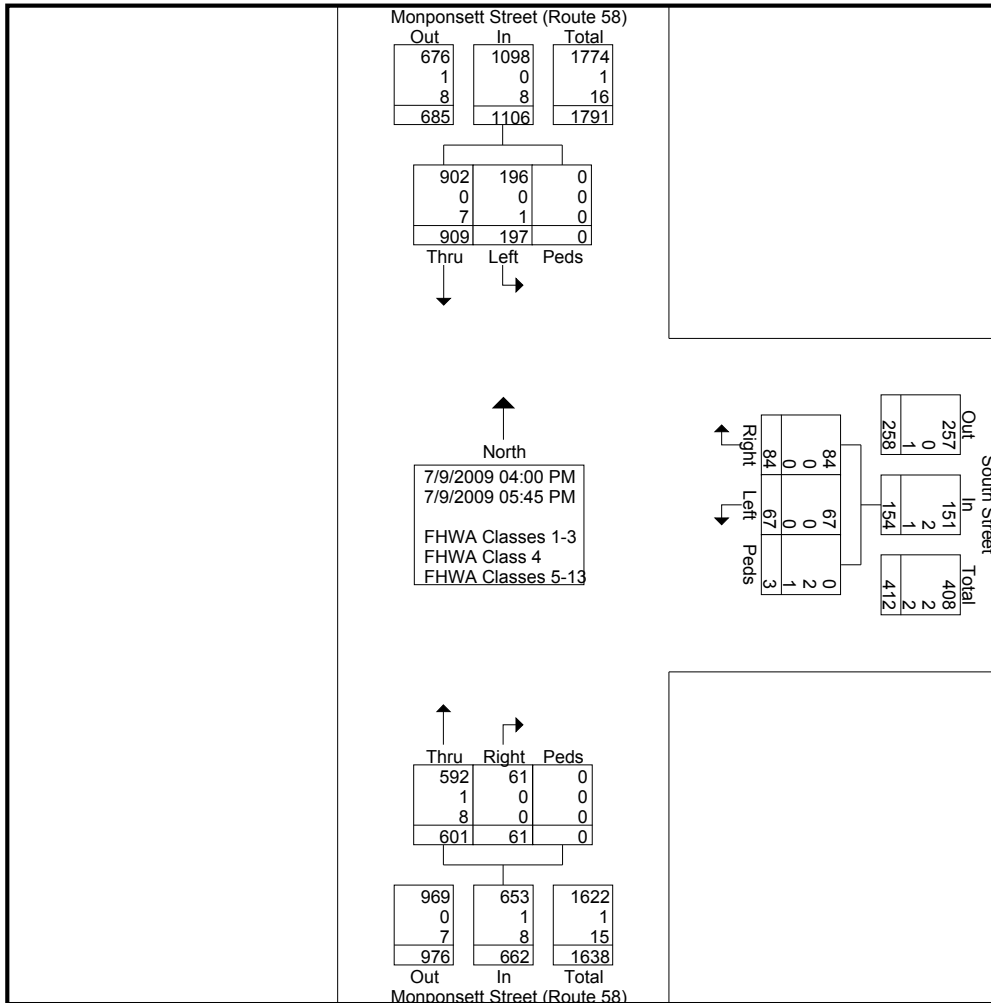 Monponsett Street (Route 58)
Out In Total
676 1098 1774
1 0 1
8 8 16
685 1106 1791
902 196 0
0 0 0
7 1 0
909 197 0
Thru Left Peds
North
7/9/2009 04:00 PM
7/9/2009 05:45 PM
FHWA Classes 1-3
FHWA Class 4
FHWA Classes 5-13
South Street
Out In Total
257 151 408
0 2 2
1 1 2
258 154 412
84 67 0
0 0 2
0 0 1
84 67 3
Right Left Peds
Thru Right Peds
592 61 0
1 0 0
8 0 0
601 61 0
969 653 1622
0 1 1
7 8 15
976 662 1638
Out In Total
Monponsett Street (Route 58)